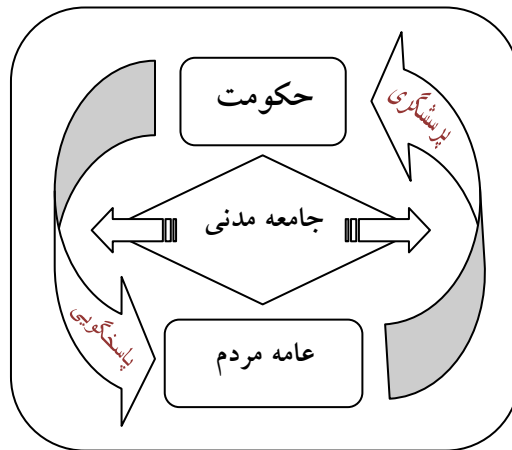 حکومت
پرسشگری
جامعه مدنی
پاسخگویی
عامه مردم